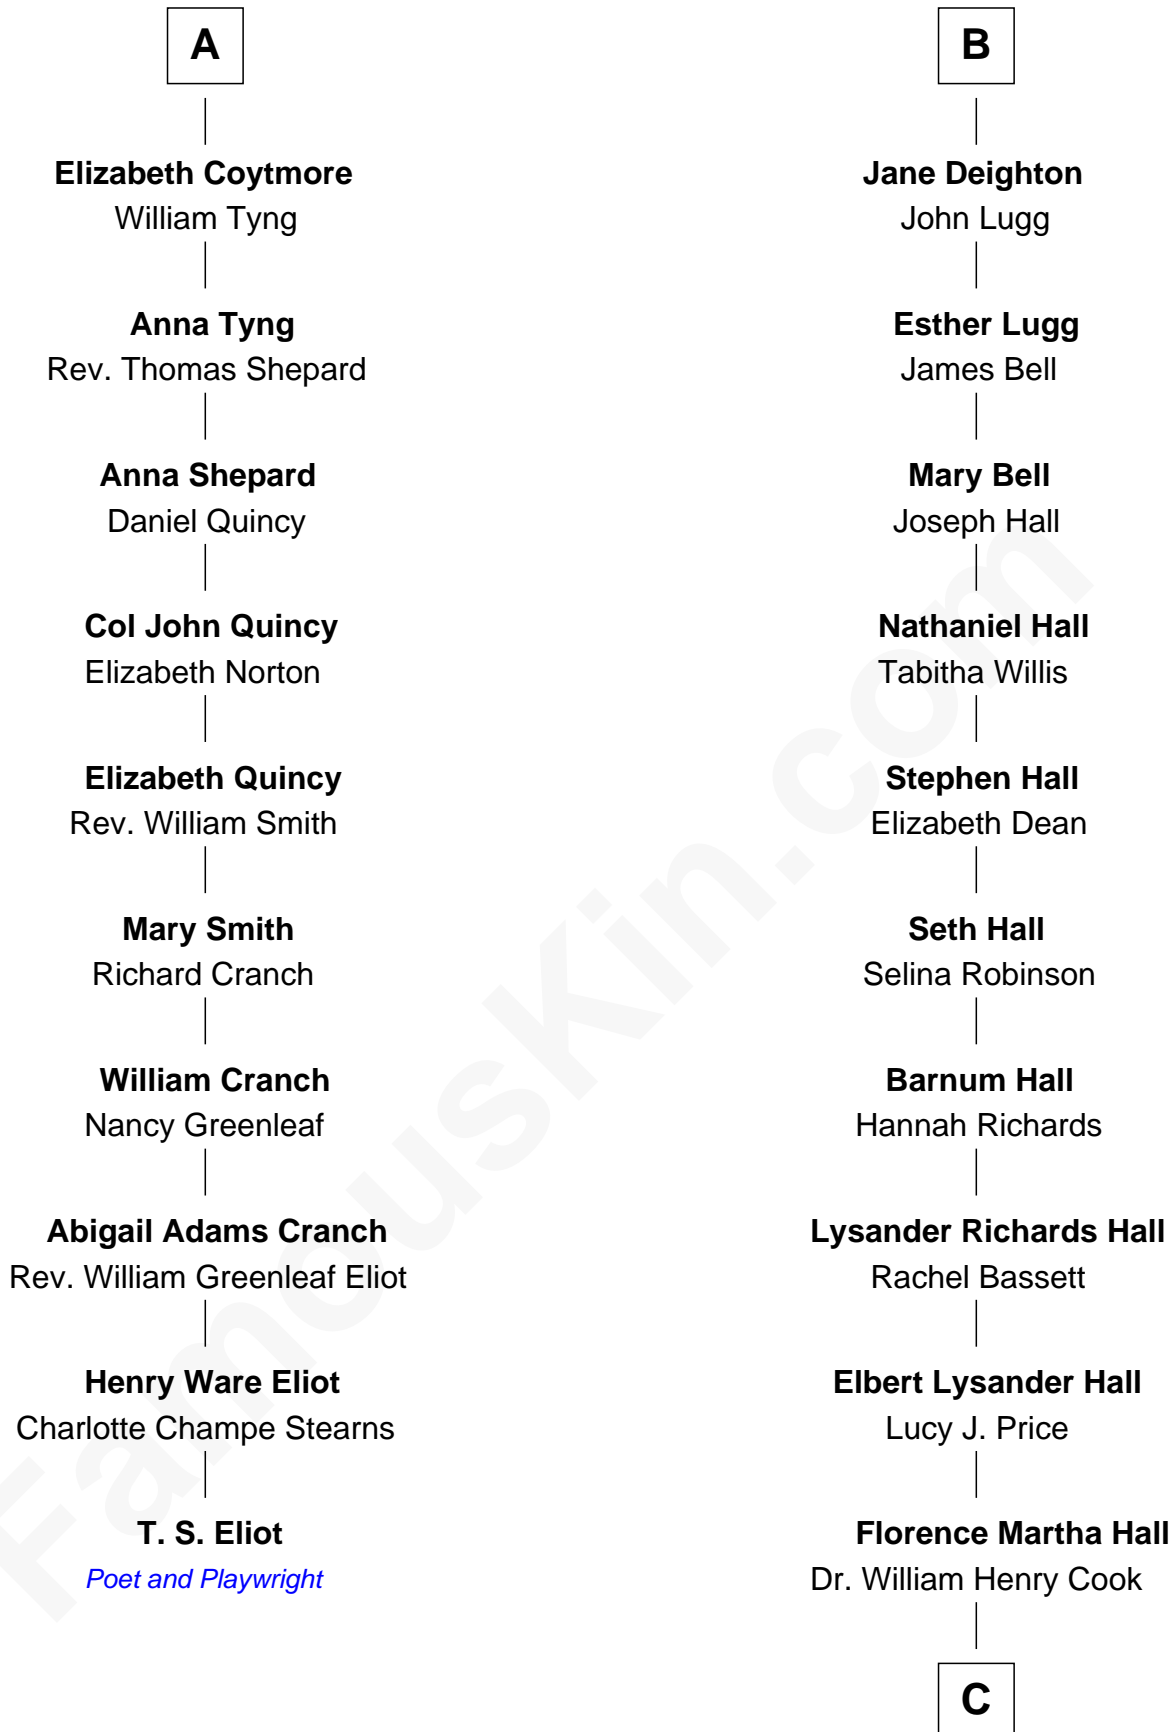 A
Elizabeth Coytmore
William Tyng
Anna Tyng
Rev. Thomas Shepard
Anna Shepard
Daniel Quincy
Col John Quincy
Elizabeth Norton
Elizabeth Quincy
Rev. William Smith
Mary Smith
Richard Cranch
William Cranch
Nancy Greenleaf
Abigail Adams Cranch
Rev. William Greenleaf Eliot
Henry Ware Eliot
Charlotte Champe Stearns
T. S. Eliot
Poet and Playwright
B
Jane Deighton
John Lugg
Esther Lugg
James Bell
Mary Bell
Joseph Hall
Nathaniel Hall
Tabitha Willis
Stephen Hall
Elizabeth Dean
Seth Hall
Selina Robinson
Barnum Hall
Hannah Richards
Lysander Richards Hall
Rachel Bassett
Elbert Lysander Hall
Lucy J. Price
Florence Martha Hall
Dr. William Henry Cook
C
FamousKin.com